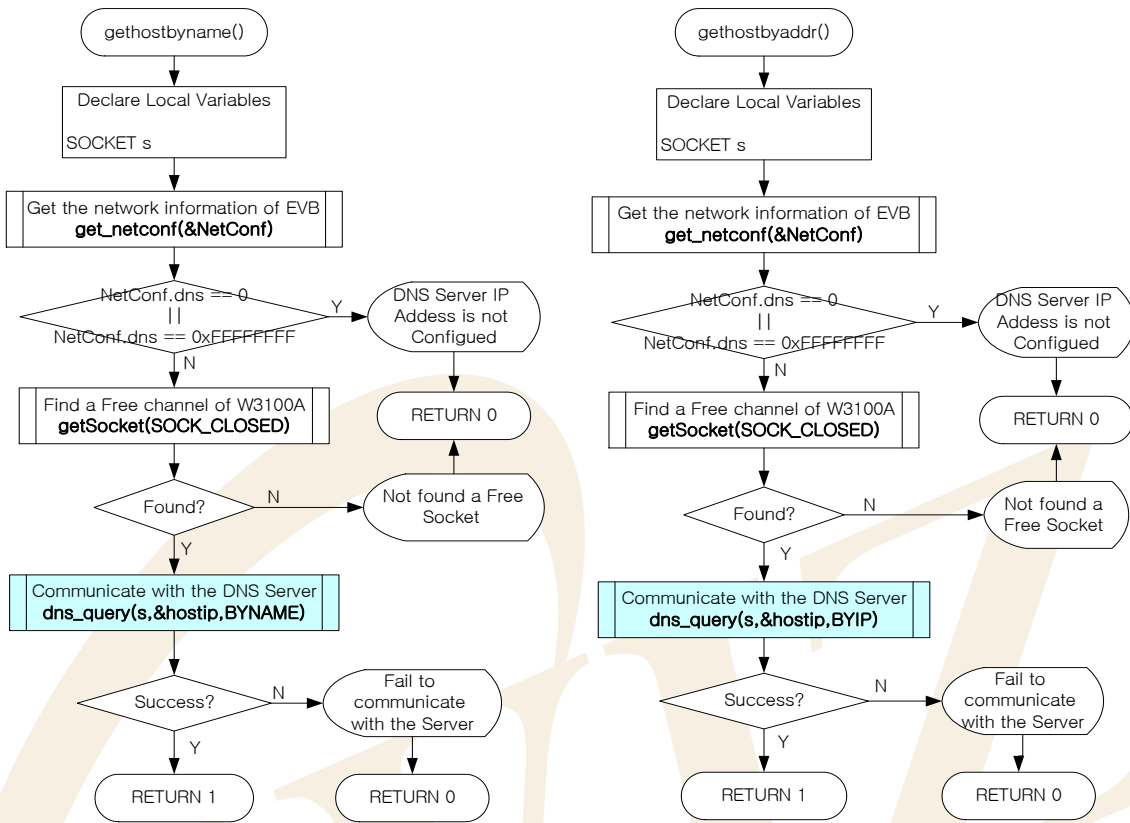 gethostbyname()
Declare Local Variables
SOCKET s
Get the network information of EVB
get_netconf(&NetConf)
NetConf.dns == 0
||
NetConf.dns == 0xFFFFFFFF
Y
DNS Server IP
Addess is not
Configued
N
RETURN 0
Find a Free channel of W3100A
getSocket(SOCK_CLOSED)
Found?
N
Not found a Free
Socket
Y
Communicate with the DNS Server
dns_query(s,&hostip,BYNAME)
Success?
N
Fail to
communicate
with the Server
Y
RETURN 1
RETURN 0
gethostbyaddr()
Declare Local Variables
SOCKET s
Get the network information of EVB
get_netconf(&NetConf)
NetConf.dns == 0
||
NetConf.dns == 0xFFFFFFFF
Y
DNS Server IP
Addess is not
Configued
N
RETURN 0
Find a Free channel of W3100A
getSocket(SOCK_CLOSED)
Found?
N
Not found a
Free Socket
Y
Communicate with the DNS Server
dns_query(s,&hostip,BYIP)
Success?
N
Fail to
communicate
with the Server
Y
RETURN 1
RETURN 0